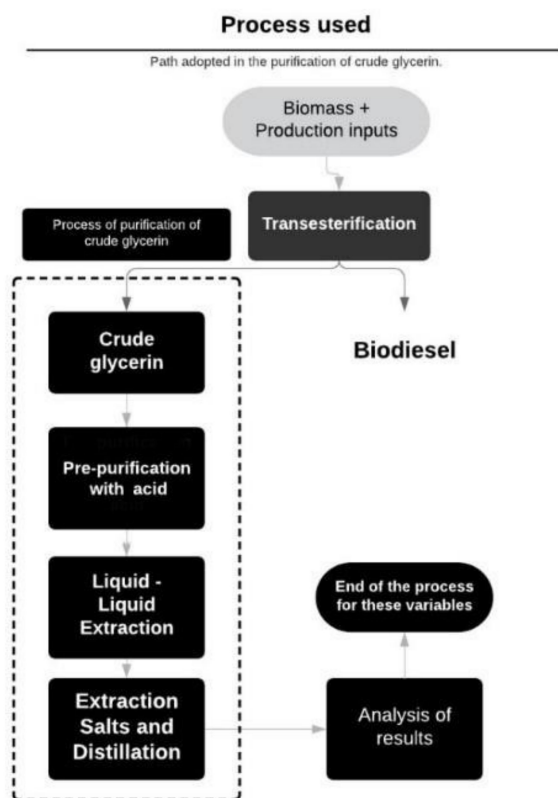 Process used
Path adopted in the purification of crude glycerin.
Biomass +
Production inputs
Process of purification of
crude glycerin
Transesterification
Crude
glycerin
Biodiesel
Pre-purification
with acid
Liquid -
Liquid
Extraction
End of the process
for these variables
Extraction
Salts and
Distillation
Analysis of
results